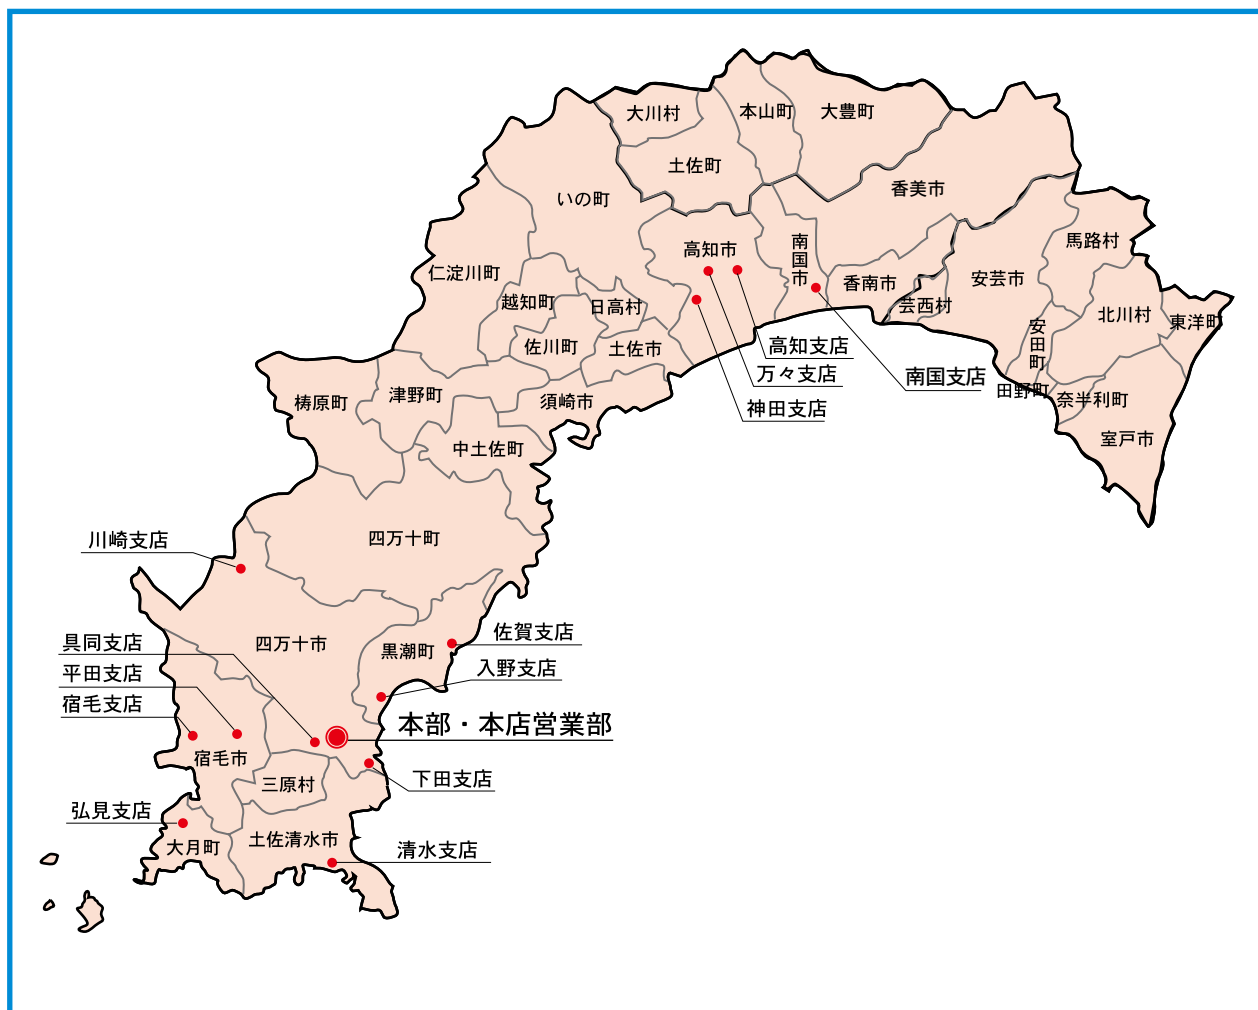 大川村
本山町
大豊町
土佐町
香美市
いの町
馬路村
高知市
南国市
仁淀川町
安芸市
香南市
越知町
日高村
芸西村
北川村
東洋町
安田町
佐川町
土佐市
高知支店
万々支店
南国支店
神田支店
田野町
奈半利町
津野町
梼原町
須崎市
室戸市
中土佐町
四万十町
川崎支店
佐賀支店
具同支店
四万十市
黒潮町
入野支店
平田支店
宿毛支店
本部・本店営業部
宿毛市
下田支店
三原村
弘見支店
土佐清水市
大月町
清水支店